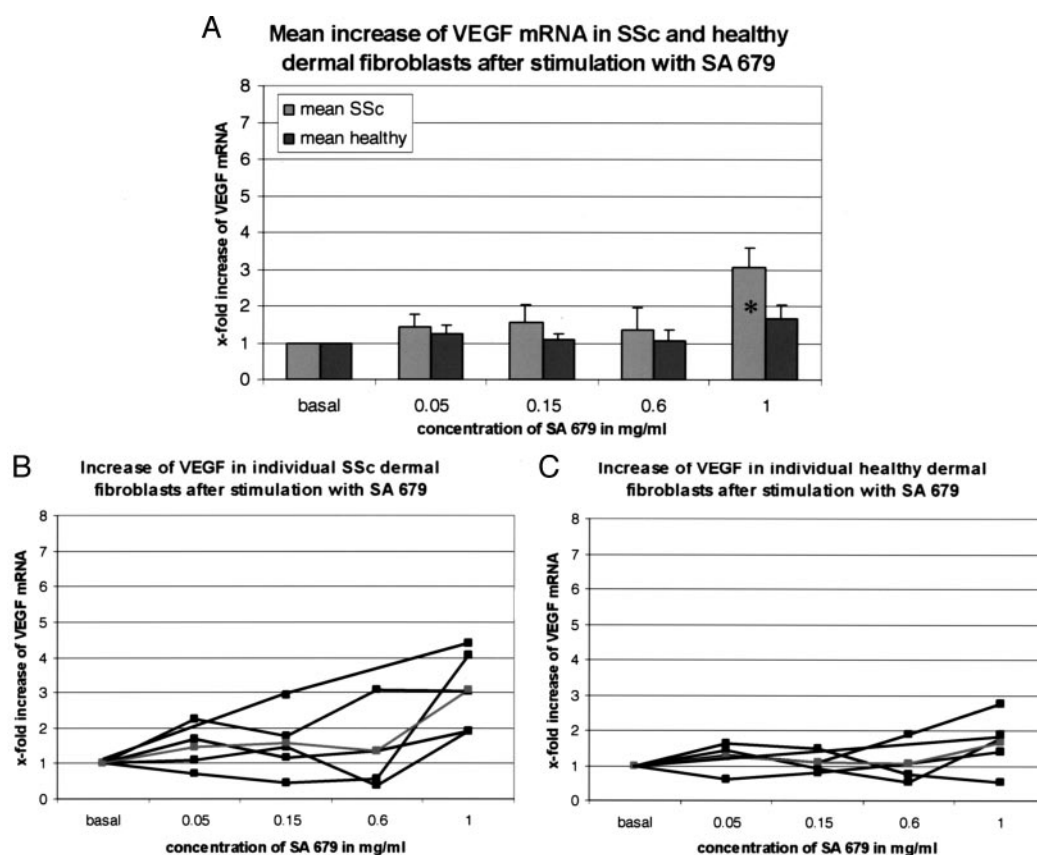 A
Mean increase of VEGF mRNA in SSc and healthy
dermal fibroblasts after stimulation with SA 679
x-fold increase of VEGF mRNA
8
7
6
5
4
3
2
1
0
mean SSc
mean healthy
*
basal 0.05 0.15 0.6 1
concentration of SA 679 in mg/ml
B
Increase of VEGF in individual SSc dermal
fibroblasts after stimulation with SA 679
x-fold increase of VEGF mRNA
8
7
6
5
4
3
2
1
0
basal 0.05 0.15 0.6 1
concentration of SA 679 in mg/ml
C
Increase of VEGF in individual healthy dermal
fibroblasts after stimulation with SA 679
x-fold increase of VEGF mRNA
8
7
6
5
4
3
2
1
0
basal 0.05 0.15 0.6 1
concentration of SA 679 in mg/ml